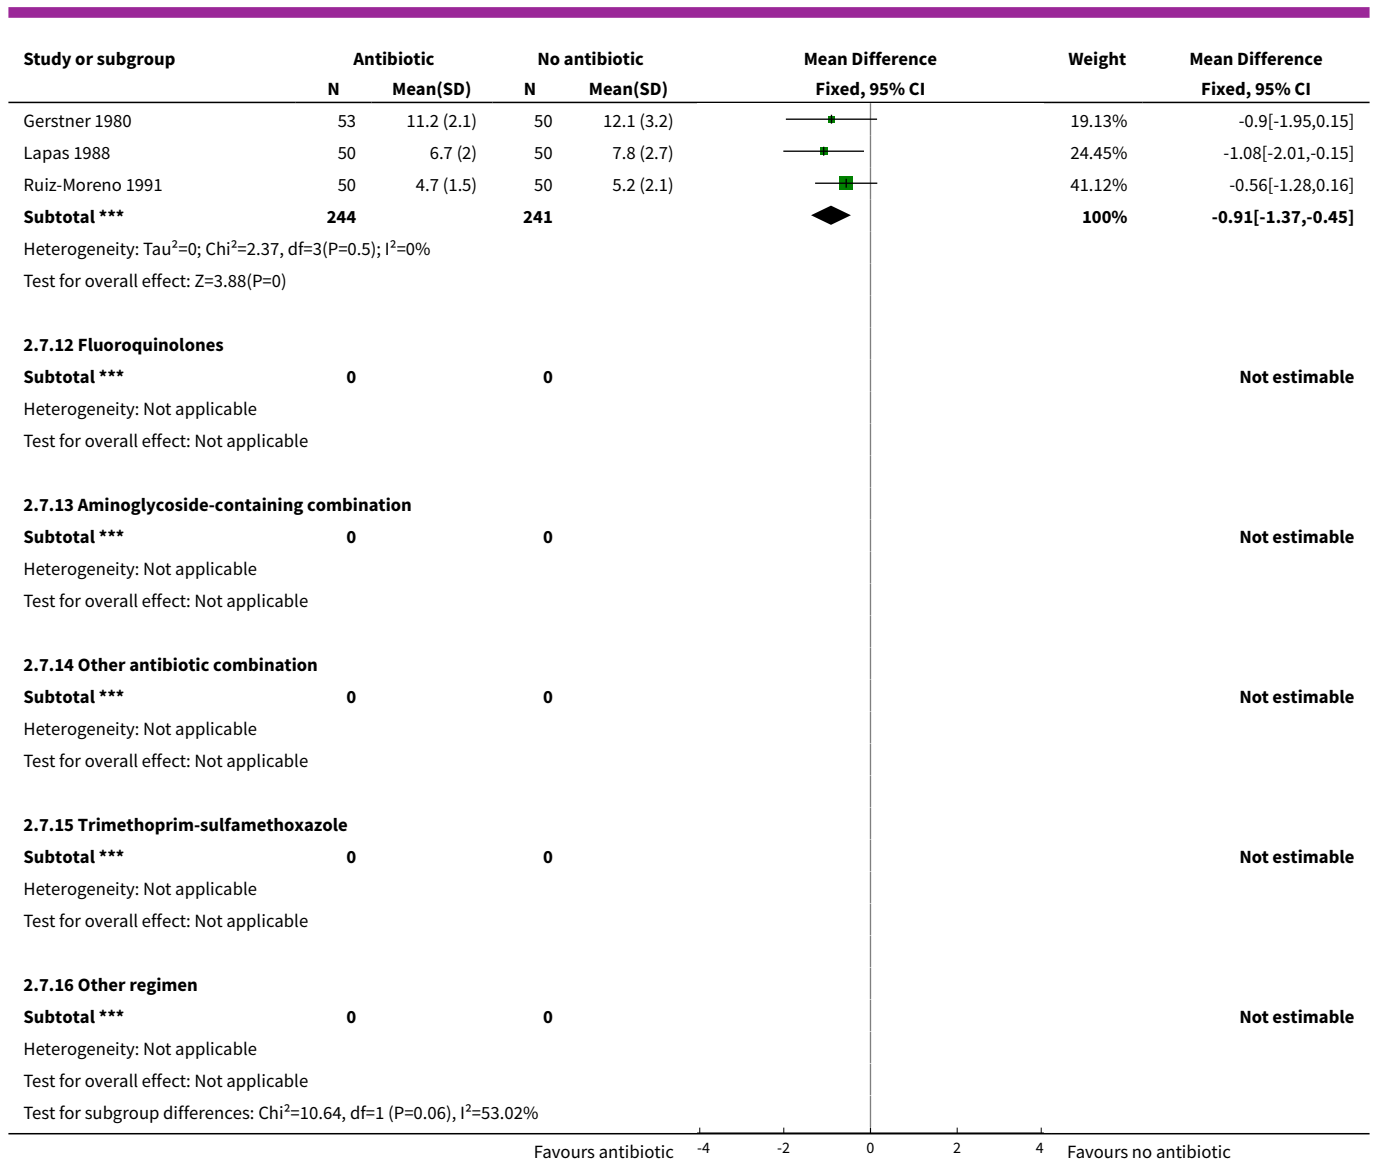 Study or subgroup Antibiotic No antibiotic Mean Difference Weight Mean Difference
N Mean(SD) N Mean(SD) Fixed, 95% CI Fixed, 95% CI
Gerstner 1980 53 11.2 (2.1) 50 12.1 (3.2) 19.13% -0.9[-1.95,0.15]
Lapas 1988 50 6.7 (2) 50 7.8 (2.7) 24.45% -1.08[-2.01,-0.15]
Ruiz-Moreno 1991 50 4.7 (1.5) 50 5.2 (2.1) 41.12% -0.56[-1.28,0.16]
Subtotal *** 244 241 100% -0.91[-1.37,-0.45]
Heterogeneity: Tau²=0; Chi²=2.37, df=3(P=0.5); I²=0%
Test for overall effect: Z=3.88(P=0)
2.7.12 Fluoroquinolones
Subtotal *** 0 0 Not estimable
Heterogeneity: Not applicable
Test for overall effect: Not applicable
2.7.13 Aminoglycoside-containing combination
Subtotal *** 0 0 Not estimable
Heterogeneity: Not applicable
Test for overall effect: Not applicable
2.7.14 Other antibiotic combination
Subtotal *** 0 0 Not estimable
Heterogeneity: Not applicable
Test for overall effect: Not applicable
2.7.15 Trimethoprim-sulfamethoxazole
Subtotal *** 0 0 Not estimable
Heterogeneity: Not applicable
Test for overall effect: Not applicable
2.7.16 Other regimen
Subtotal *** 0 0 Not estimable
Heterogeneity: Not applicable
Test for overall effect: Not applicable
Test for subgroup differences: Chi²=10.64, df=1 (P=0.06), I²=53.02%
Favours antibiotic -4 -2 0 2 4 Favours no antibiotic